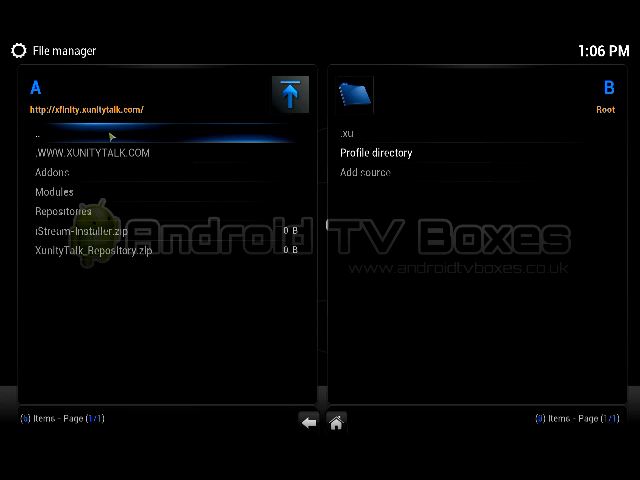 File manager
1:06 PM
A
http://xfinity.xunitytalk.com/
..
.WWW.XUNITYTALK.COM
Addons
Modules
Repositories
iStream-Installer.zip 0 B
XunityTalk_Repository.zip 0 B
(6) Items - Page (1/1)
B
Root
.xu
Profile directory
Add source
(3) Items - Page (1/1)
Android TV Boxes
www.androidtvboxes.co.uk